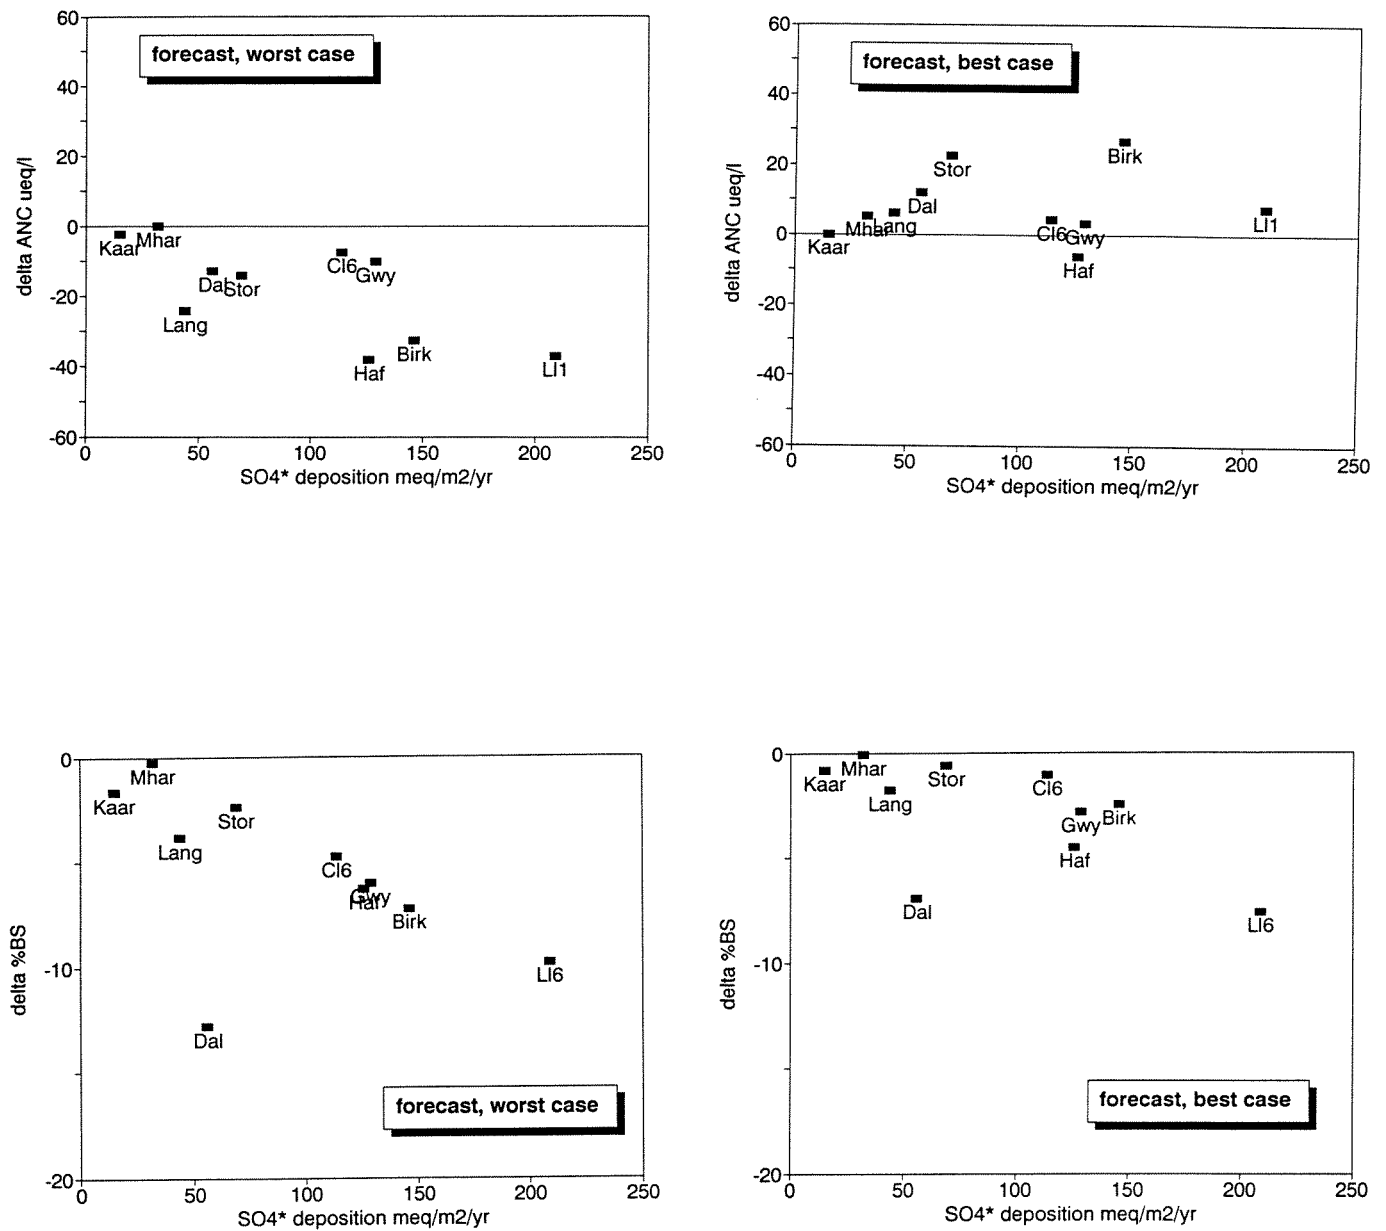 60
forecast, worst case
40
20
0
-20
-40
-60
delta ANC ueq/l
Kaar
Mhar
Dal
Stor
Lang
Cl6
Gwy
Haf
Birk
Ll1
0 50 100 150 200 250
SO4* deposition meq/m2/yr
60
forecast, best case
40
20
0
-20
-40
-60
delta ANC ueq/l
Kaar
Mhar
Lang
Dal
Stor
Cl6
Gwy
Haf
Birk
Ll1
0 50 100 150 200 250
SO4* deposition meq/m2/yr
0
-10
-20
delta %BS
Mhar
Kaar
Stor
Lang
Cl6
Gwy
Haf
Birk
Ll6
Dal
forecast, worst case
0 50 100 150 200 250
SO4* deposition meq/m2/yr
0
-10
-20
delta %BS
Kaar
Mhar
Lang
Stor
Cl6
Gwy
Birk
Haf
Dal
Ll6
forecast, best case
0 50 100 150 200 250
SO4* deposition meq/m2/yr